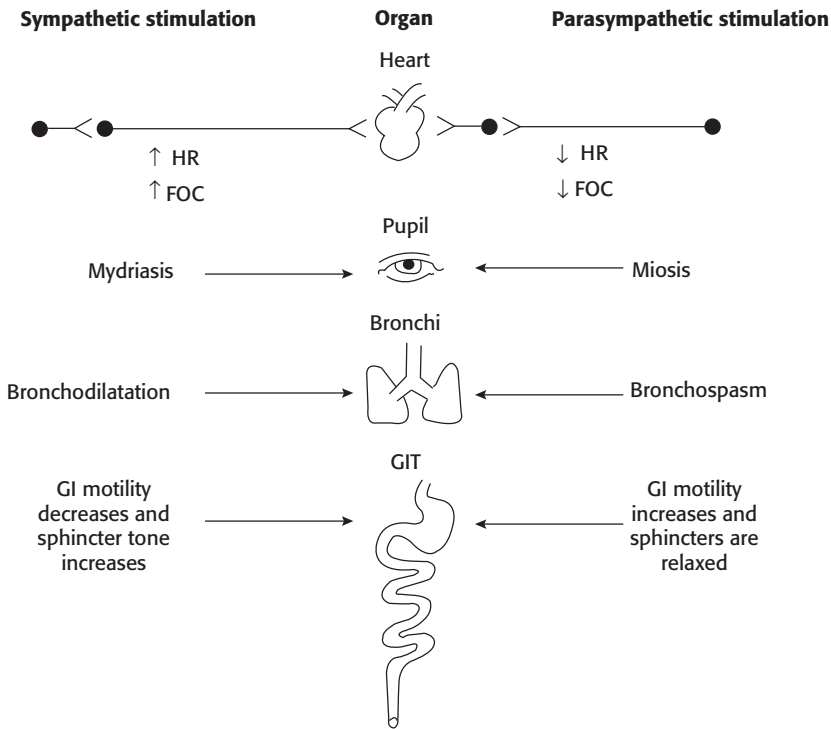 Sympathetic stimulation
Organ
Parasympathetic stimulation
Heart
↑ HR
↑ FOC
↓ HR
↓ FOC
Pupil
Mydriasis
Miosis
Bronchi
Bronchodilatation
Bronchospasm
GIT
GI motility
decreases and
sphincter tone
increases
GI motility
increases and
sphincters are
relaxed